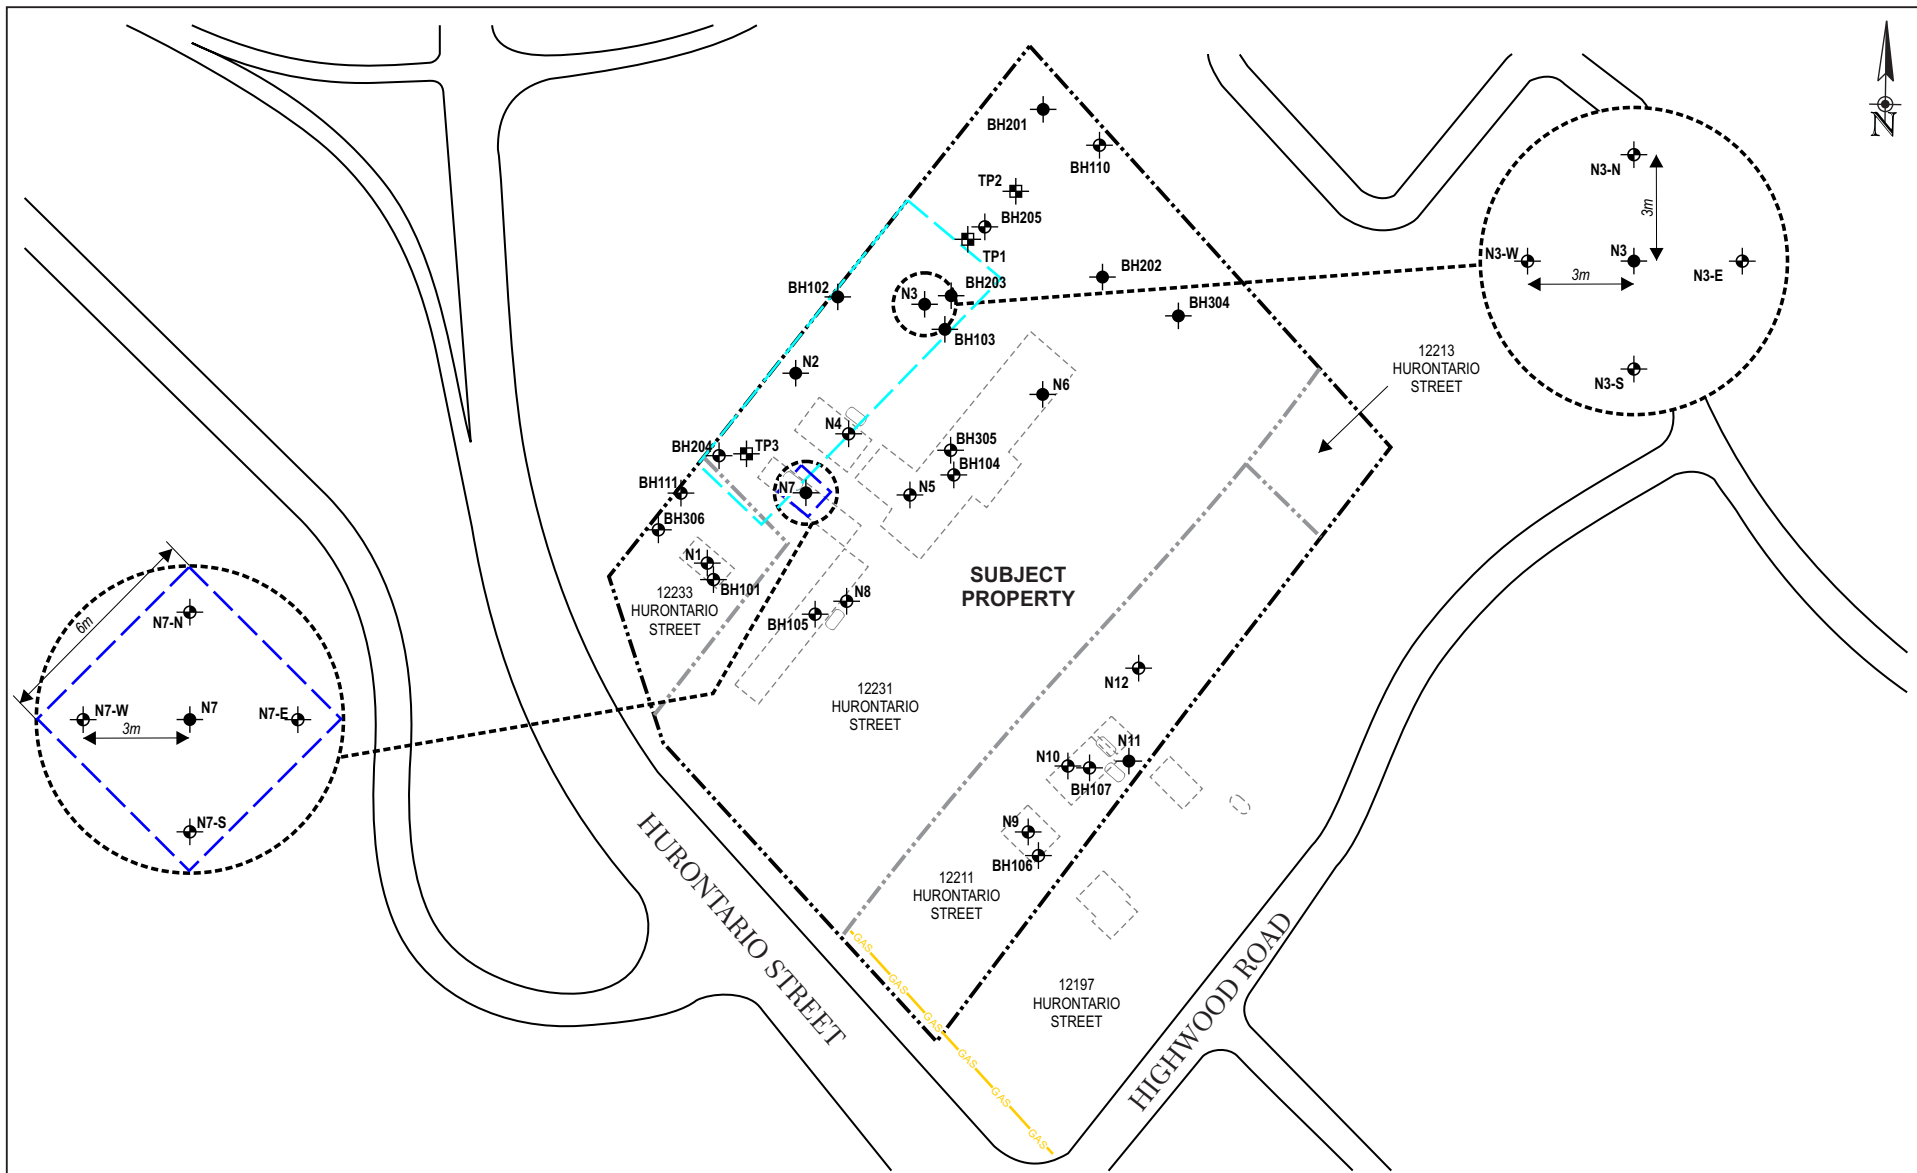 BH201
BH110
N
TP2
BH205
TP1
N3-N
3m
N3-W
N3
N3-E
3m
N3-S
BH202
BH203
BH102
N3
BH304
BH103
12213
HURONTARIO
STREET
N2
N6
N4
BH204
TP3
BH305
BH104
BH111
N7
N5
BH306
N1
BH101
12233
HURONTARIO
STREET
SUBJECT
PROPERTY
N8
BH105
6m
N7-N
N7-W
N7
N7-E
3m
N7-S
N12
12231
HURONTARIO
STREET
N11
N10
BH107
N9
BH106
12211
HURONTARIO
STREET
HURONTARIO STREET
GAS
GAS
GAS
GAS
GAS
GAS
12197
HURONTARIO
STREET
HIGHWOOD ROAD